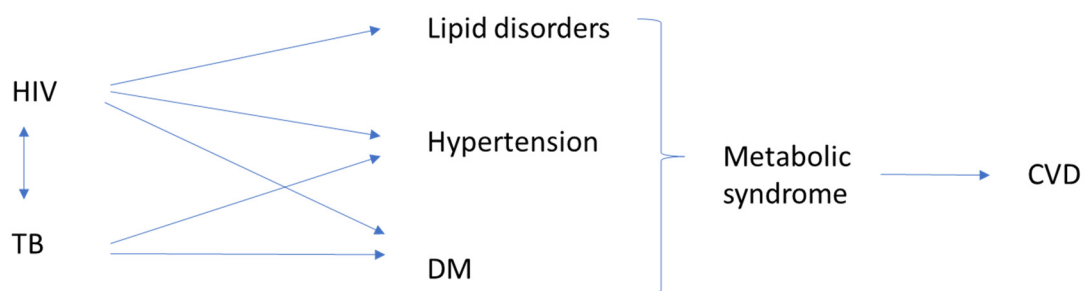 Lipid disorders
HIV
Hypertension
Metabolic
syndrome
CVD
TB
DM